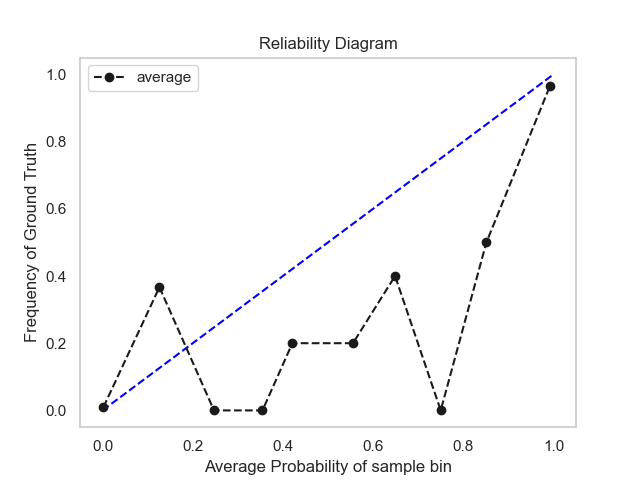 Reliability Diagram
average
1.0
0.8
0.6
0.4
0.2
0.0
Frequency of Ground Truth
0.0 0.2 0.4 0.6 0.8 1.0
Average Probability of sample bin